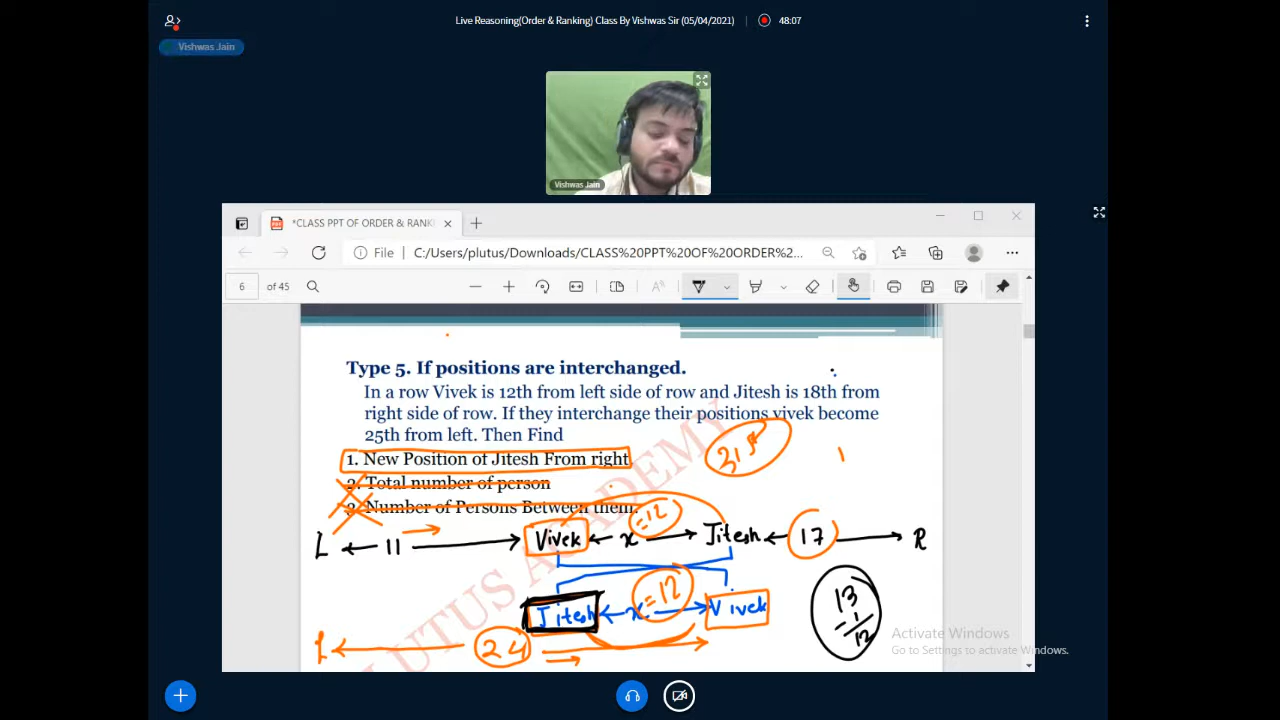 Live Reasoning(Order & Ranking) Class By Vishwas Sir (05/04/2021)
48:07
Vishwas Jain
Vishwas Jain
*CLASS PPT OF ORDER & RANKI
File
C:/Users/plutus/Downloads/CLASS%20PPT%20OF%20ORDER%2...
6 of 45
Type 5. If positions are interchanged.
In a row Vivek is 12th from left side of row and Jitesh is 18th from
right side of row. If they interchange their positions vivek become
25th from left. Then Find
1. New Position of Jitesh From right
31st
2. Total number of person
3. Number of Persons Between them.
L 11 Vivek x =12 Jitesh 17 R
Jitesh x =12 Vivek
13
-1
12
L 24
LUTUS ACADEMY
Activate Windows
Go to Settings to activate Windows.